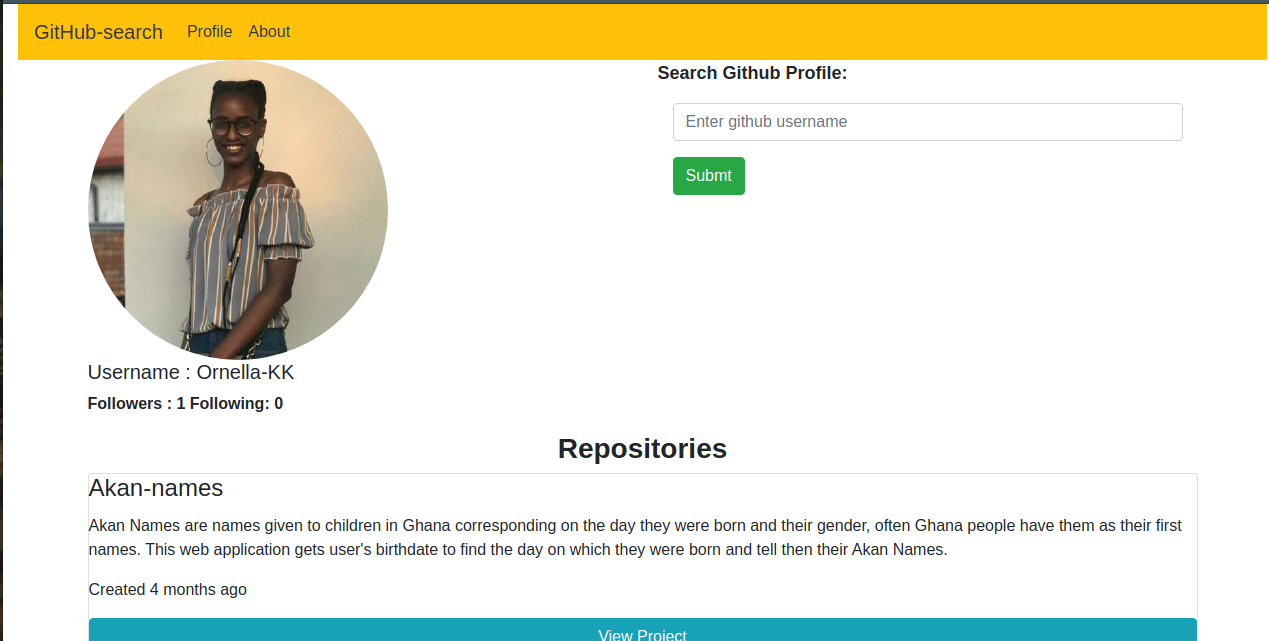 GitHub-search Profile About
Search Github Profile:
Enter github username
Submt
Username : Ornella-KK
Followers : 1 Following: 0
Repositories
Akan-names
Akan Names are names given to children in Ghana corresponding on the day they were born and their gender, often Ghana people have them as their first
names. This web application gets user's birthdate to find the day on which they were born and tell then their Akan Names.
Created 4 months ago
View Project